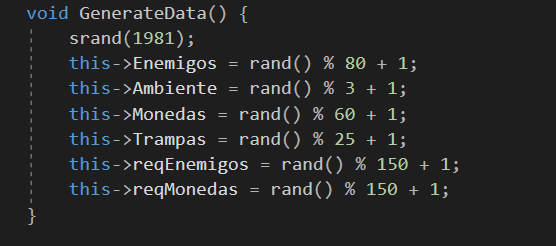 void GenerateData() {
srand(1981);
this->Enemigos = rand() % 80 + 1;
this->Ambiente = rand() % 3 + 1;
this->Monedas = rand() % 60 + 1;
this->Trampas = rand() % 25 + 1;
this->reqEnemigos = rand() % 150 + 1;
this->reqMonedas = rand() % 150 + 1;
}